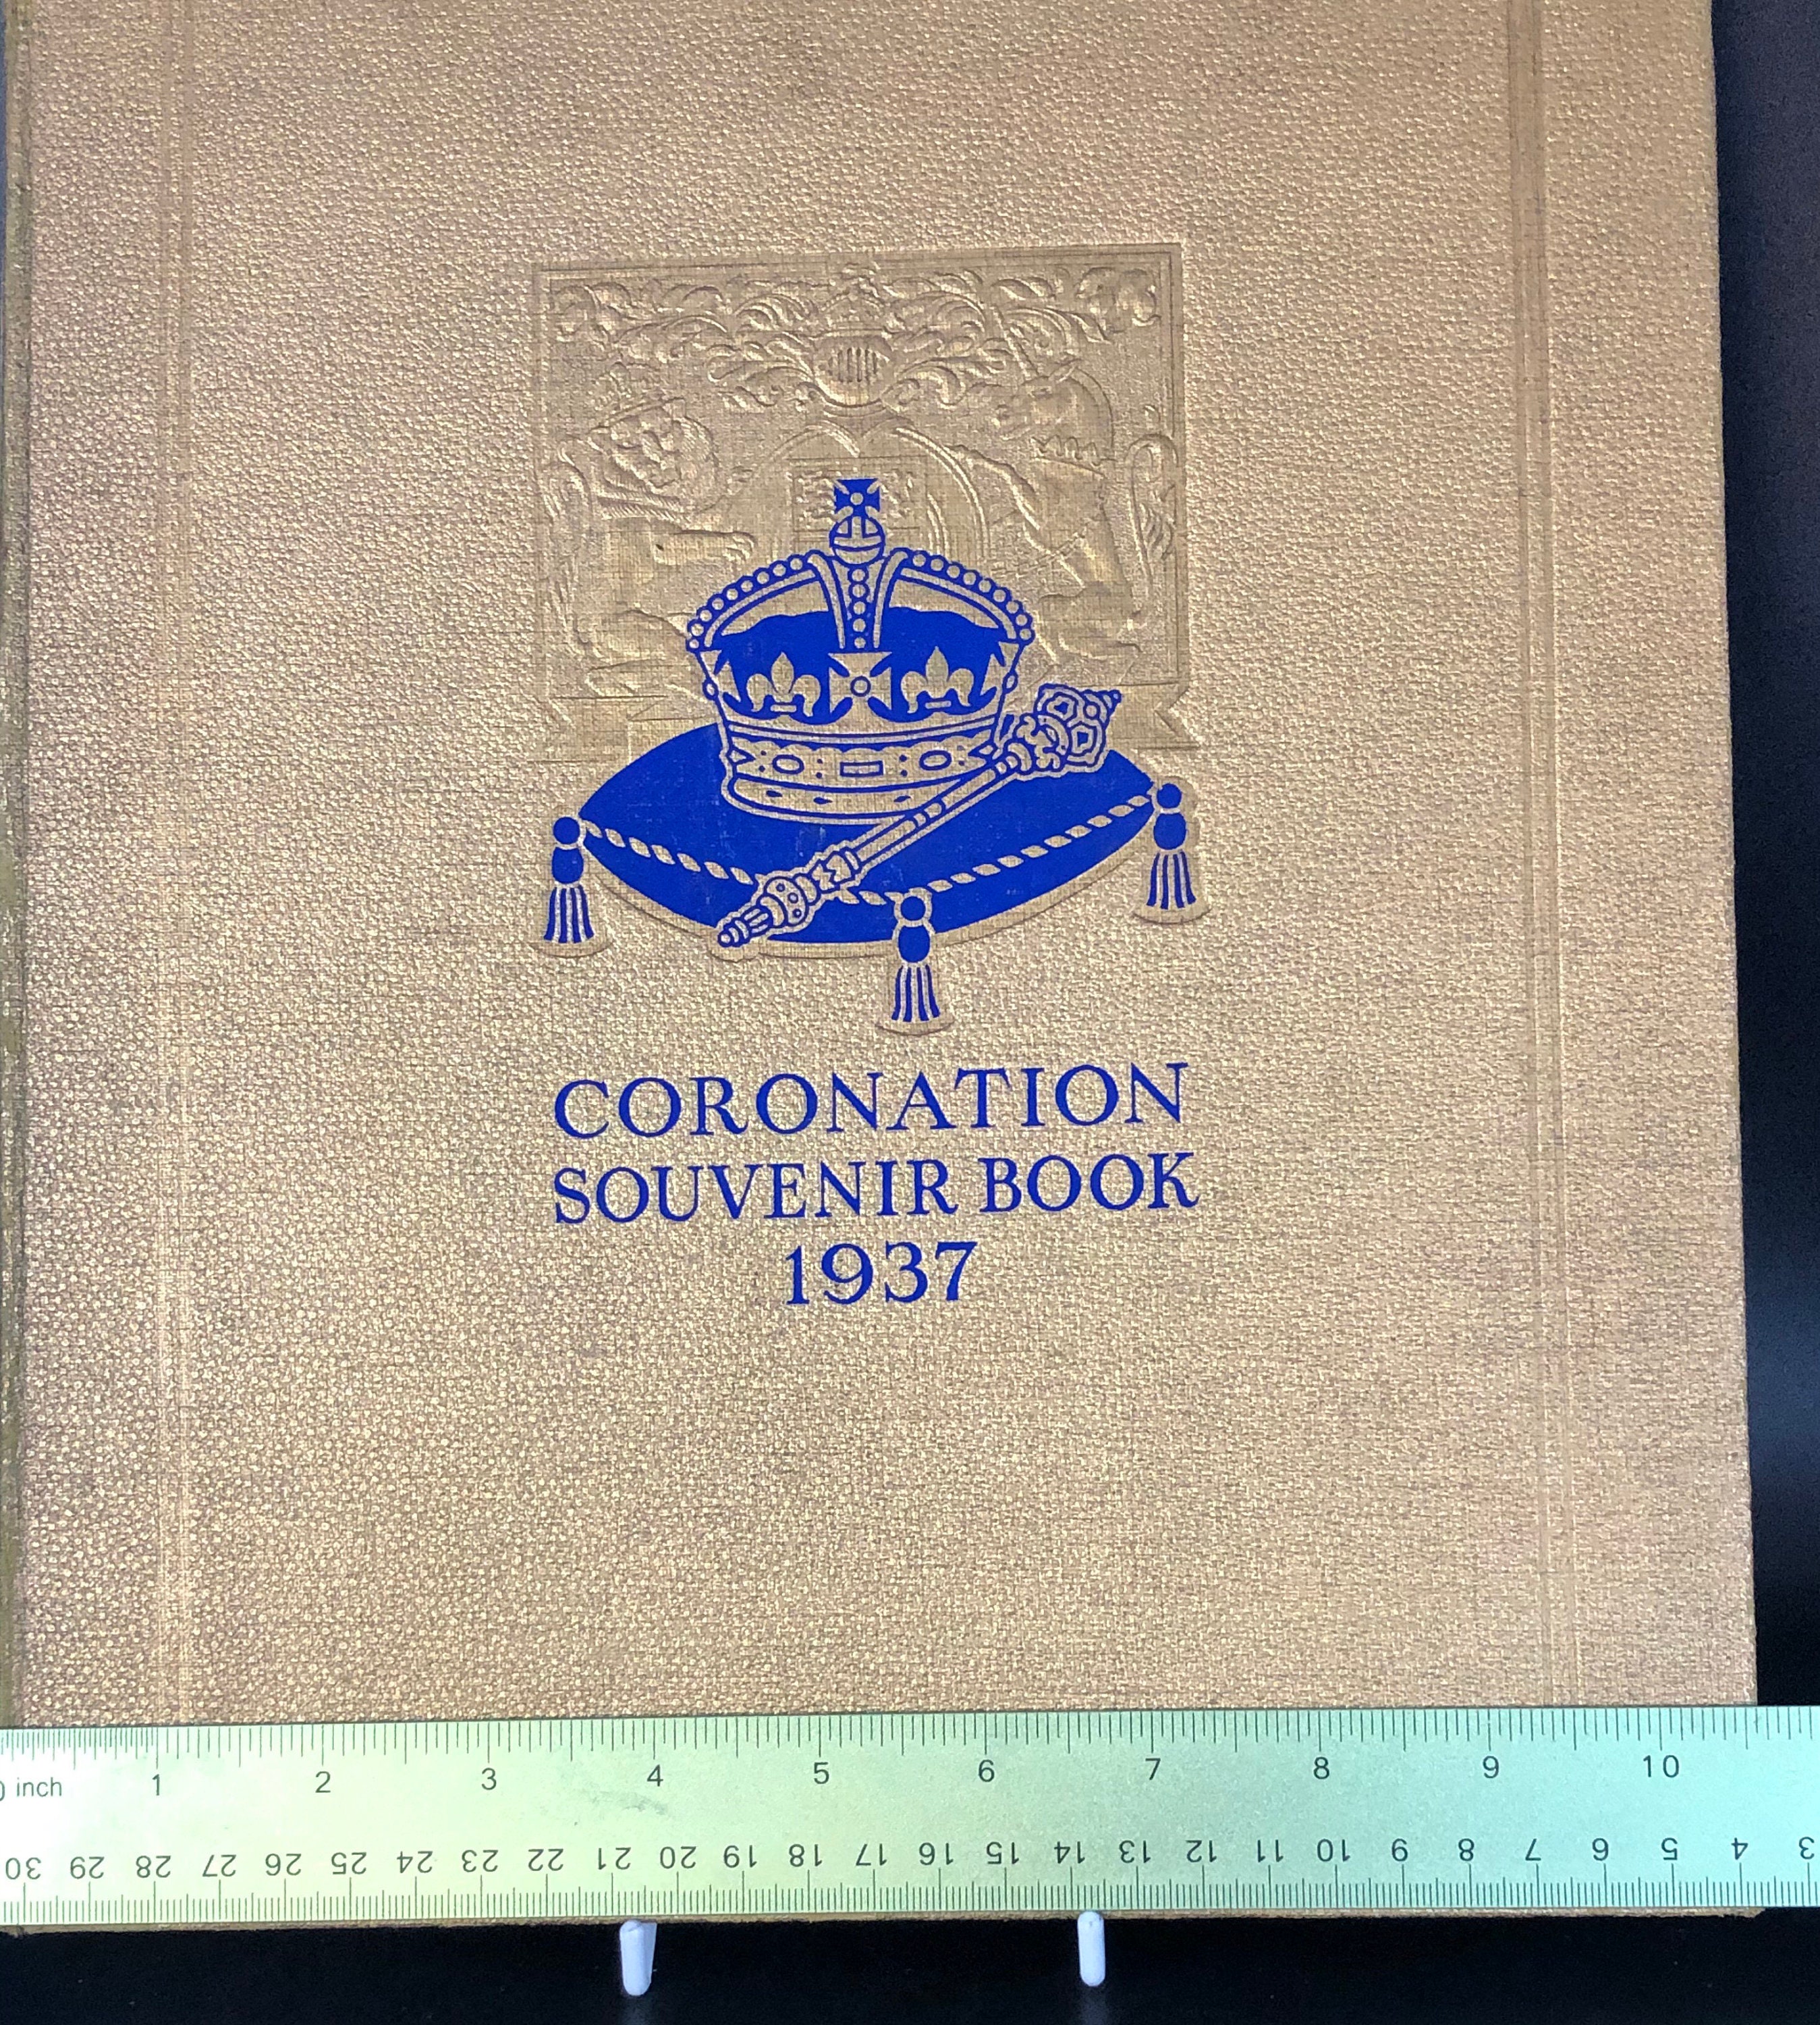 CORONATION
SOUVENIR BOOK
1937
inch 1 2 3 4 5 6 7 8 9 10
30 29 28 27 26 25 24 23 22 21 20 19 18 17 16 15 14 13 12 11 10 9 8 7 6 5 4 3